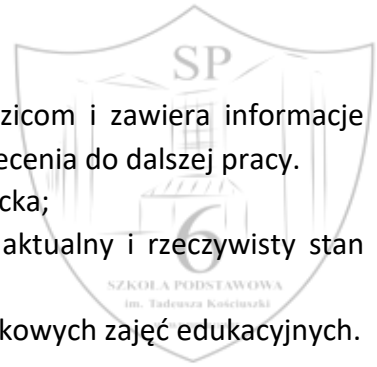 SP
zicom i zawiera informacje
ecenia do dalszej pracy.
cka;
aktualny i rzeczywisty stan
6
SZKOŁA PODSTAWOWA
im. Tadeusza Kościuszki
kowych zajęć edukacyjnych.